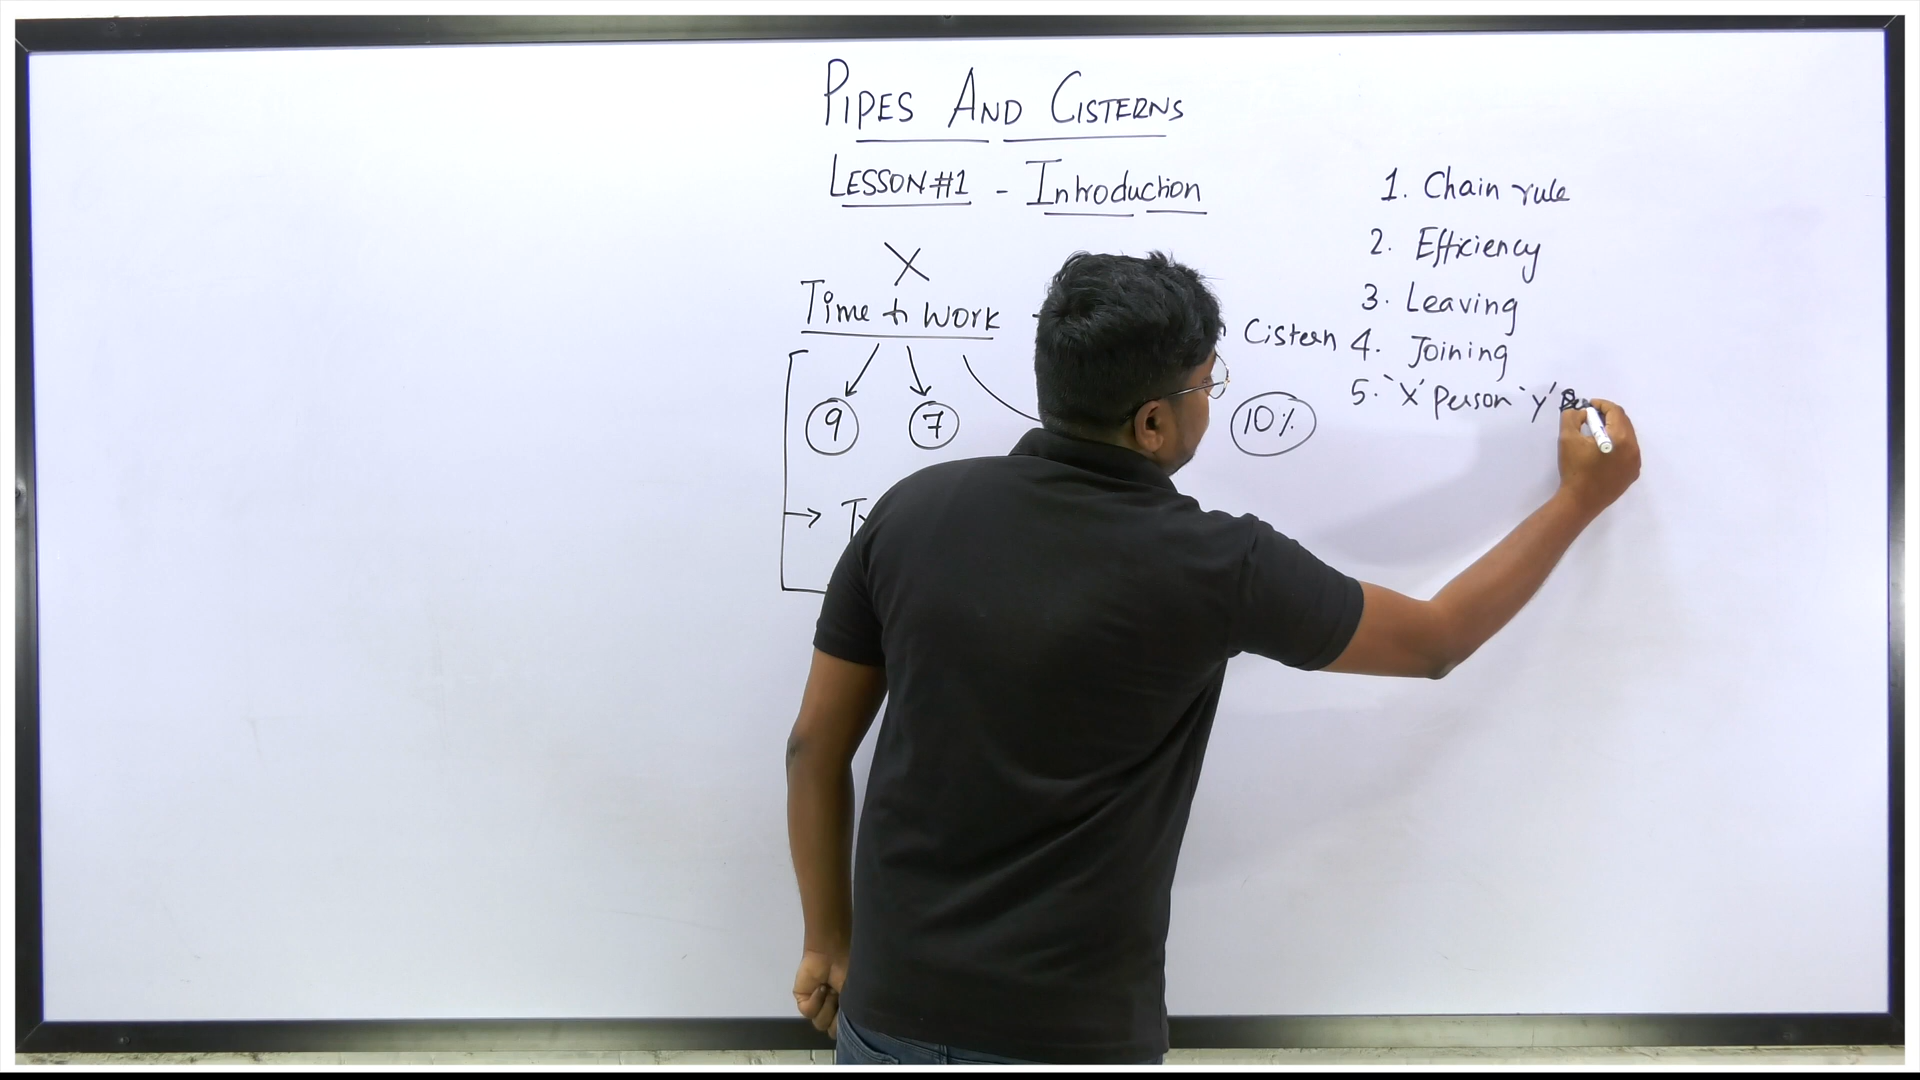 PIPES AND CISTERNS
LESSON #1 - Introduction
X
Time & Work
Cistern
9 7 10%
1. Chain rule
2. Efficiency
3. Leaving
4. Joining
5. 'X' Person 'y'